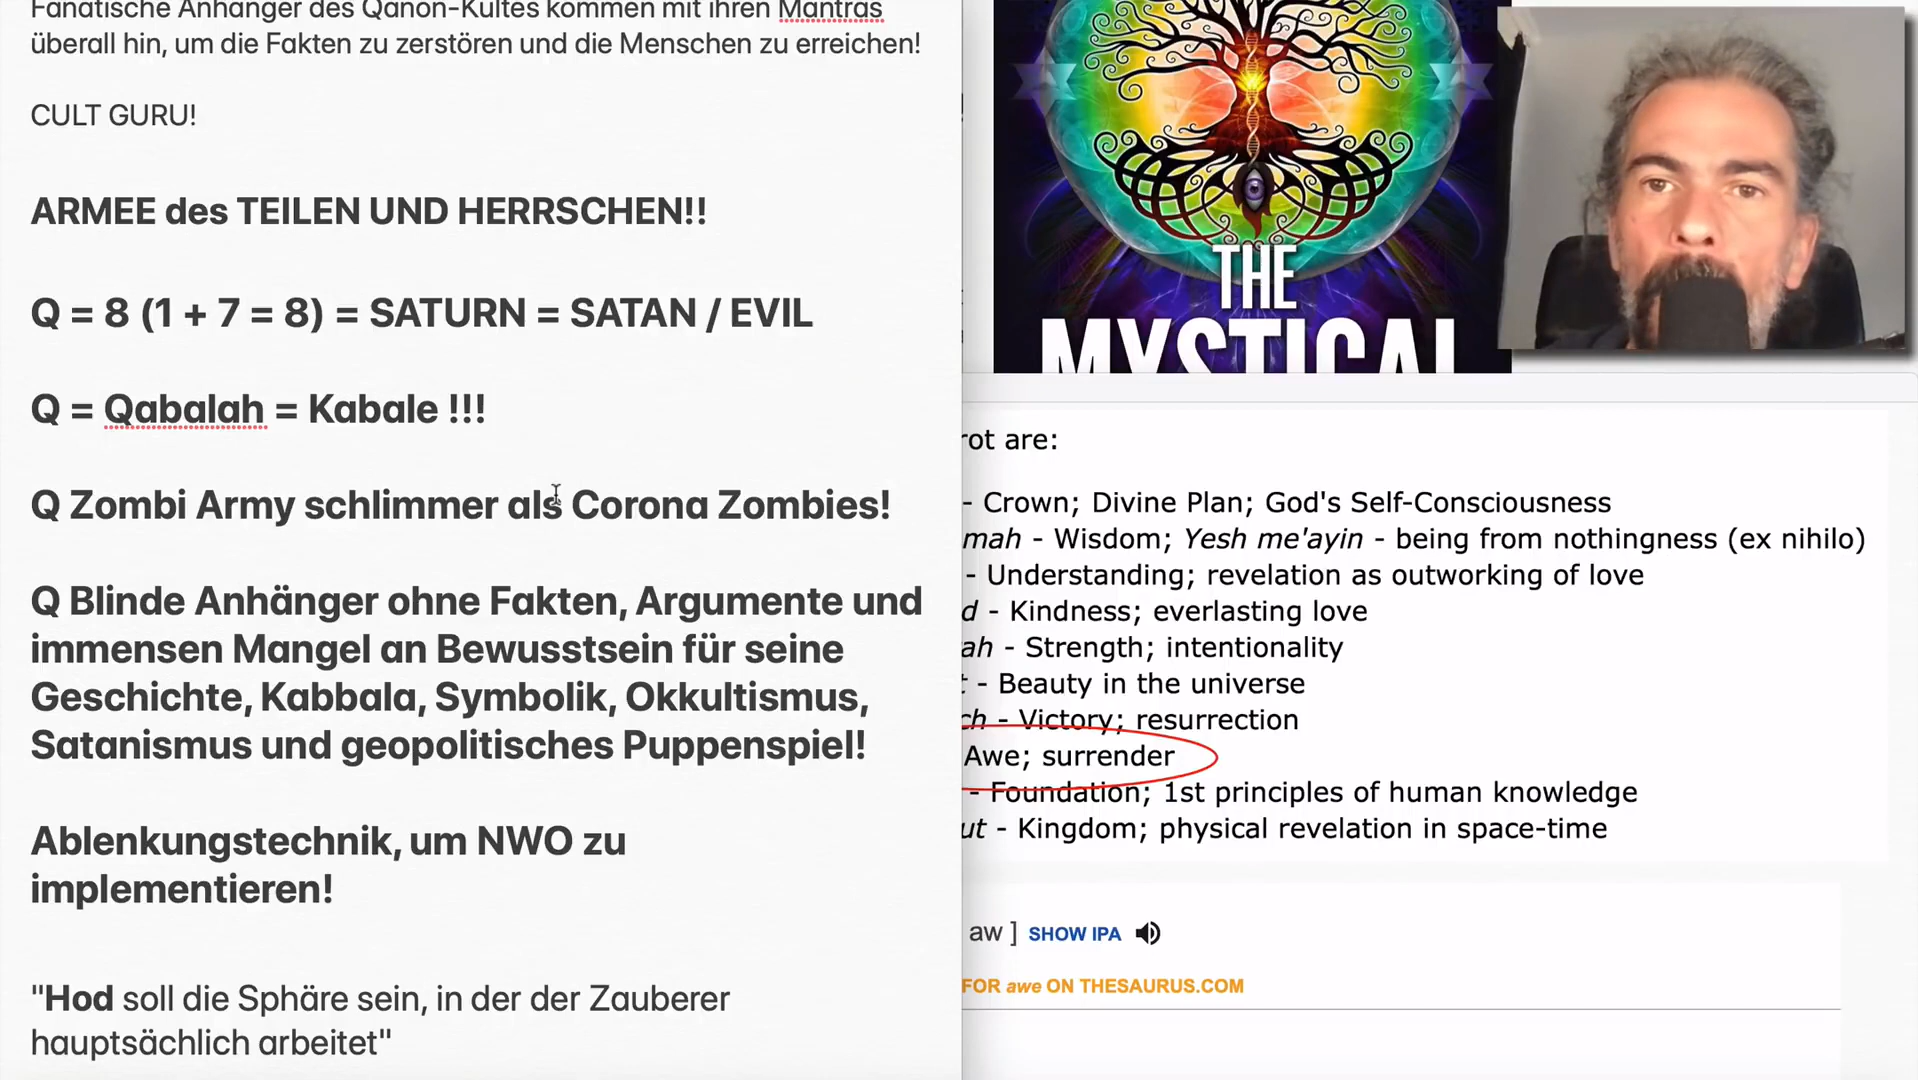 Fanatische Anhänger des Qanon-Kultes kommen mit ihren Mantras
überall hin, um die Fakten zu zerstören und die Menschen zu erreichen!
CULT GURU!
ARMEE des TEILEN UND HERRSCHEN!!
Q = 8 (1 + 7 = 8) = SATURN = SATAN / EVIL
Q = Qabalah = Kabale !!!
Q Zombi Army schlimmer als Corona Zombies!
Q Blinde Anhänger ohne Fakten, Argumente und
immensen Mangel an Bewusstsein für seine
Geschichte, Kabbala, Symbolik, Okkultismus,
Satanismus und geopolitisches Puppenspiel!
Ablenkungstechnik, um NWO zu
implementieren!
"Hod soll die Sphäre sein, in der der Zauberer
hauptsächlich arbeitet"
THE
MYSTICAL
rot are:
- Crown; Divine Plan; God's Self-Consciousness
mah - Wisdom; Yesh me'ayin - being from nothingness (ex nihilo)
- Understanding; revelation as outworking of love
d - Kindness; everlasting love
ah - Strength; intentionality
t - Beauty in the universe
ch - Victory; resurrection
Awe; surrender
- Foundation; 1st principles of human knowledge
ut - Kingdom; physical revelation in space-time
aw ] SHOW IPA
FOR awe ON THESAURUS.COM